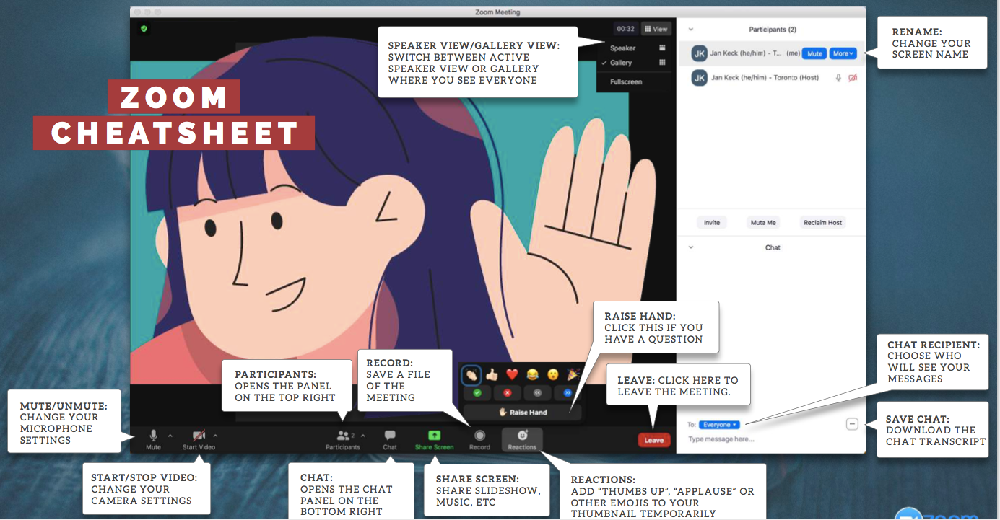 Zoom Meeting
ZOOM
CHEATSHEET
SPEAKER VIEW/GALLERY VIEW:
SWITCH BETWEEN ACTIVE
SPEAKER VIEW OR GALLERY
WHERE YOU SEE EVERYONE
00:32 View
Speaker
Gallery
Fullscreen
Participants (2)
JK Jan Keck (he/him) - T... (me) Mute More
JK Jan Keck (he/him) - Toronto (Host)
RENAME:
CHANGE YOUR
SCREEN NAME
Invite Mute Me Reclaim Host
Chat
RAISE HAND:
CLICK THIS IF YOU
HAVE A QUESTION
CHAT RECIPIENT:
CHOOSE WHO
WILL SEE YOUR
MESSAGES
PARTICIPANTS:
OPENS THE PANEL
ON THE TOP RIGHT
RECORD:
SAVE A FILE
OF THE
MEETING
Raise Hand
LEAVE: CLICK HERE TO
LEAVE THE MEETING.
MUTE/UNMUTE:
CHANGE YOUR
MICROPHONE
SETTINGS
To: Everyone
Type message here...
SAVE CHAT:
DOWNLOAD THE
CHAT TRANSCRIPT
Mute Start Video Participants 2 Chat Share Screen Record Reactions Leave
START/STOP VIDEO:
CHANGE YOUR
CAMERA SETTINGS
CHAT:
OPENS THE CHAT
PANEL ON THE
BOTTOM RIGHT
SHARE SCREEN:
SHARE SLIDESHOW,
MUSIC, ETC
REACTIONS:
ADD “THUMBS UP”, “APPLAUSE” OR
OTHER EMOJIS TO YOUR
THUMBNAIL TEMPORARILY
zoom